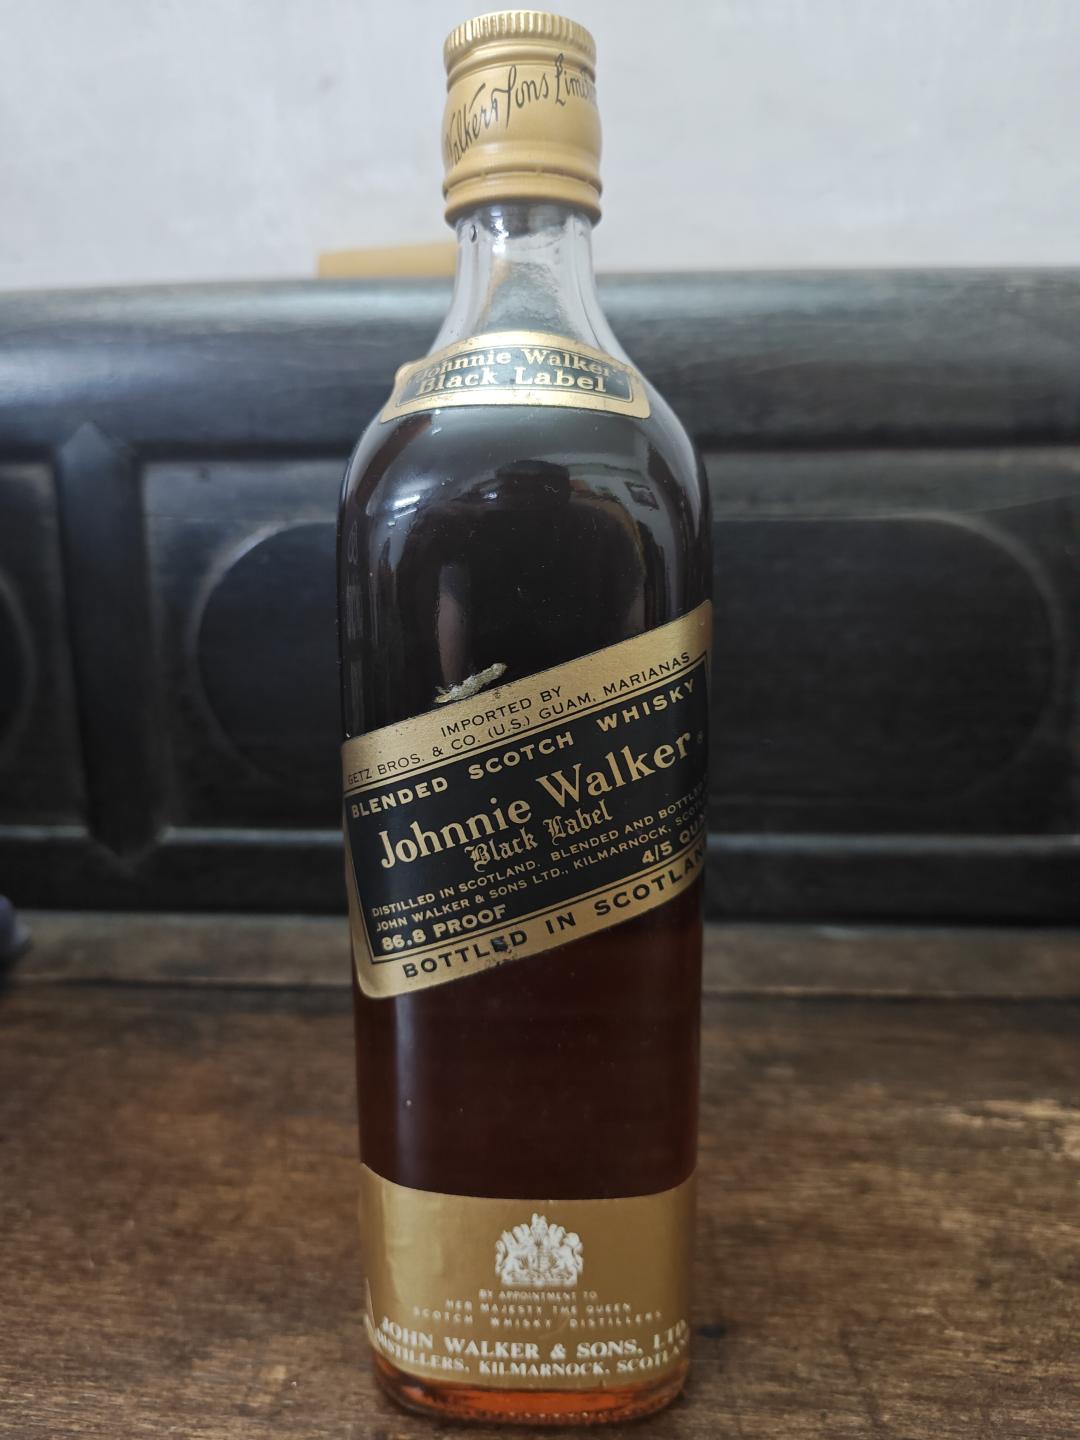 Walker & Sons Limited
Johnnie Walker
Black Label
IMPORTED BY
GETZ BROS. & CO. (U.S.) GUAM, MARIANAS
BLENDED SCOTCH WHISKY
Johnnie Walker
Black Label
DISTILLED IN SCOTLAND. BLENDED AND BOTTLED
JOHN WALKER & SONS LTD., KILMARNOCK,
86.8 PROOF 4/5
BOTTLED IN SCOTLAND
BY APPOINTMENT TO
HER MAJESTY THE QUEEN
SCOTCH WHISKY DISTILLERS
JOHN WALKER & SONS, LTD
DISTILLERS, KILMARNOCK, SCOTLAND